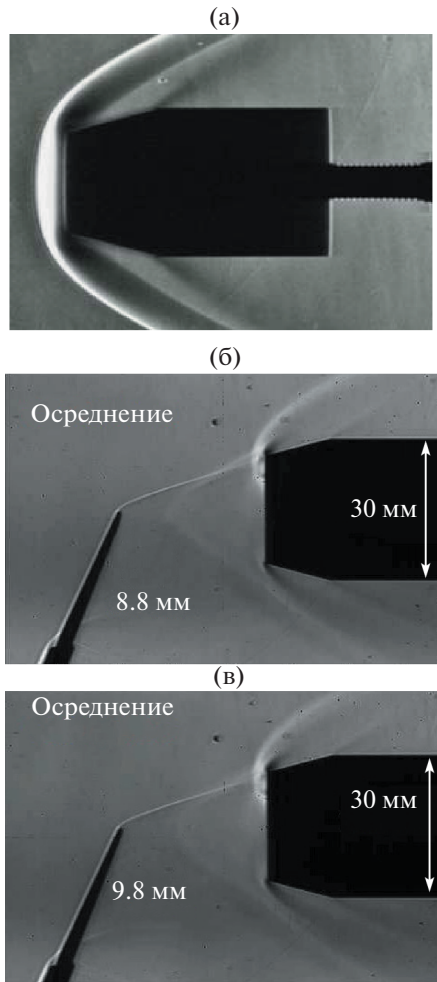 (а)
(б)
Осреднение
30 мм
8.8 мм
(в)
Осреднение
30 мм
9.8 мм